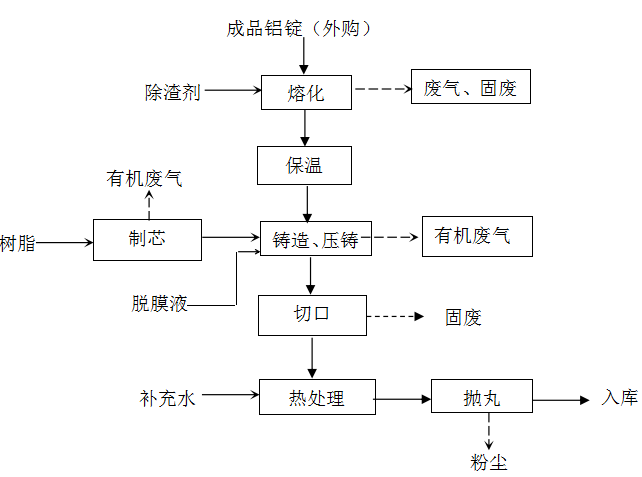 成品铝锭（外购）
除渣剂
熔化
废气、固废
保温
有机废气
树脂
制芯
铸造、压铸
有机废气
脱膜液
切口
固废
补充水
热处理
抛丸
入库
粉尘